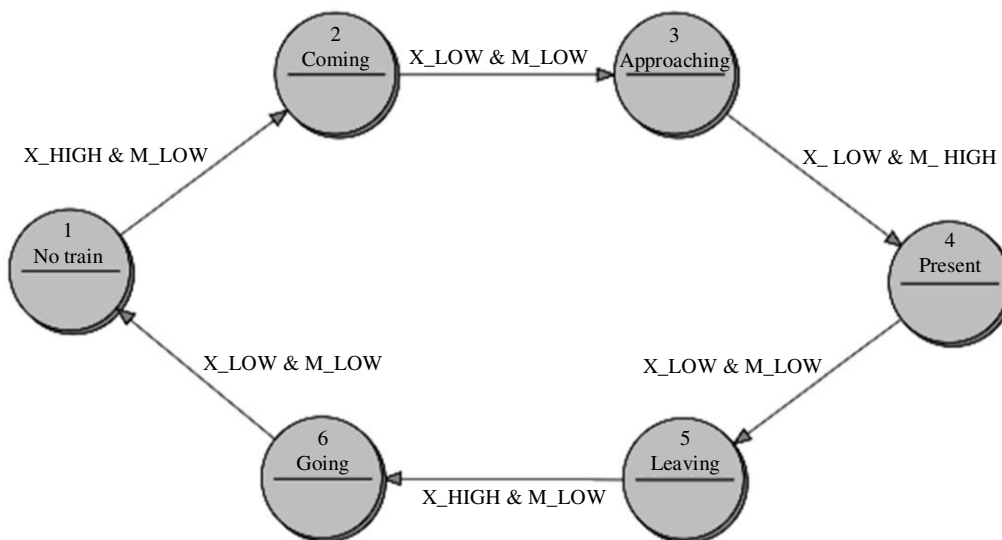 2
Coming
X_LOW & M_LOW
3
Approaching
X_HIGH & M_LOW
X_ LOW & M_ HIGH
1
No train
4
Present
X_LOW & M_LOW
X_LOW & M_LOW
6
Going
5
Leaving
X_HIGH & M_LOW